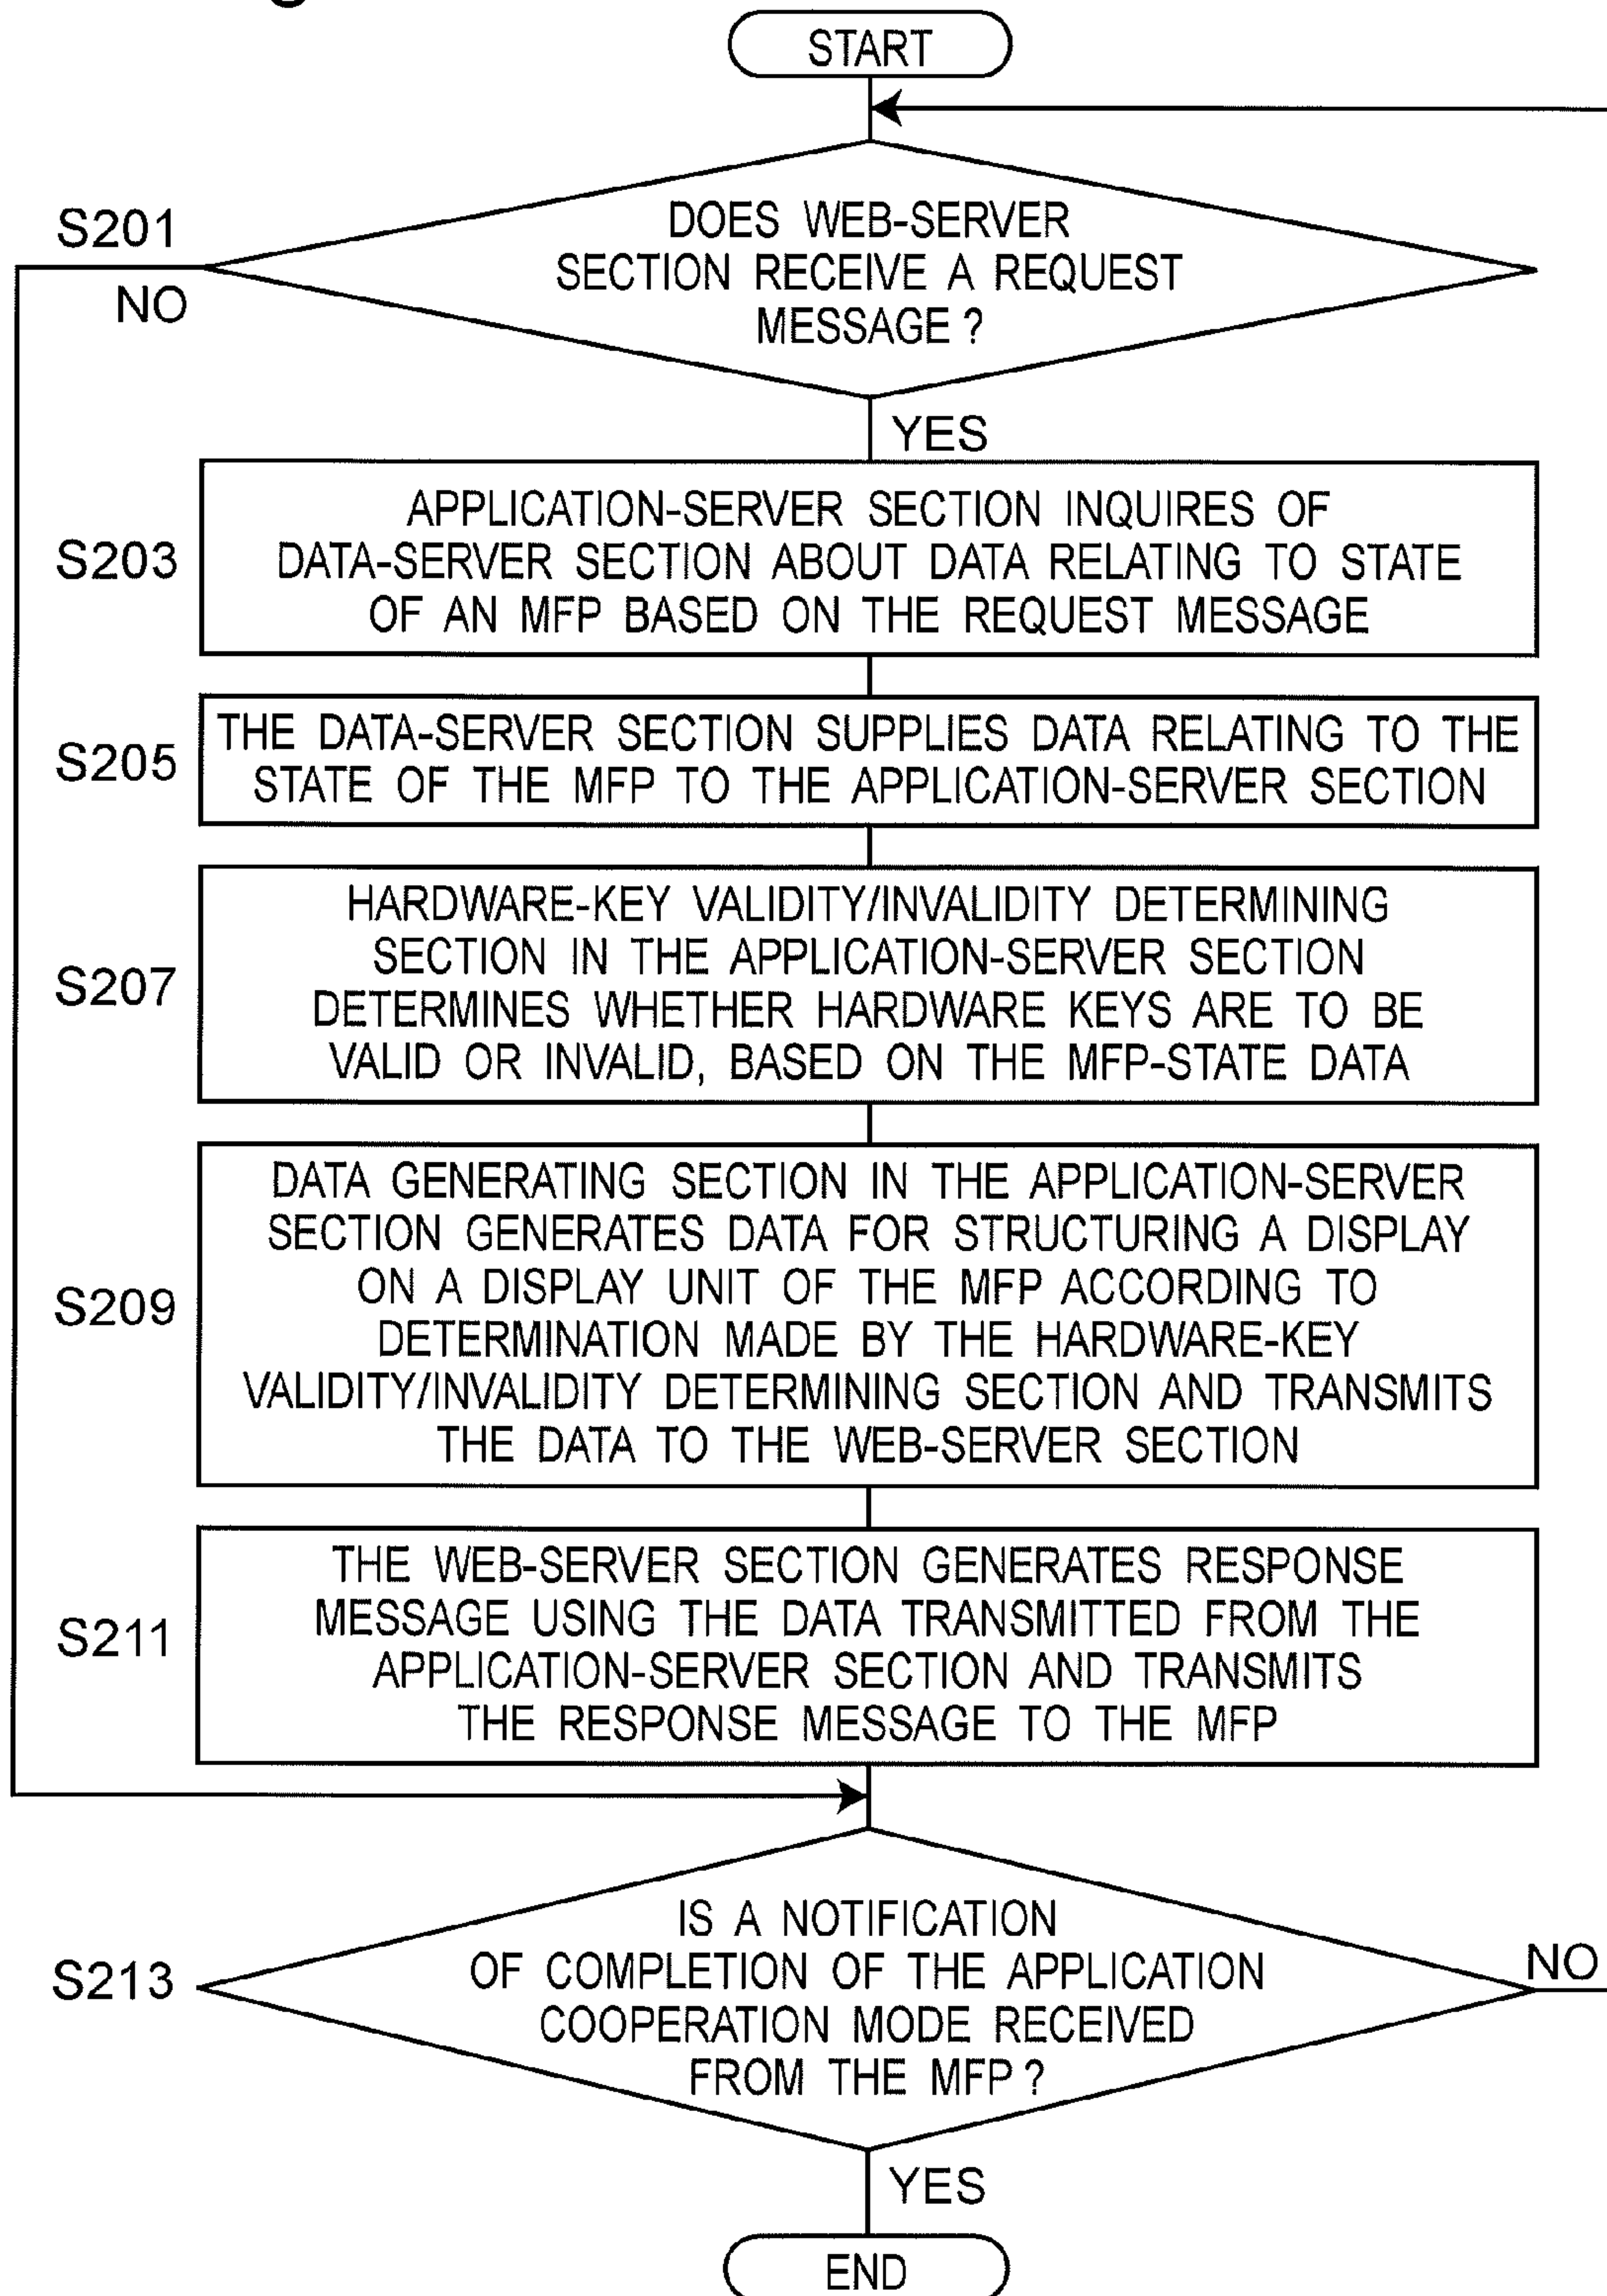 START
S201
DOES WEB-SERVER
SECTION RECEIVE A REQUEST
MESSAGE ?
NO
YES
S203
APPLICATION-SERVER SECTION INQUIRES OF
DATA-SERVER SECTION ABOUT DATA RELATING TO STATE
OF AN MFP BASED ON THE REQUEST MESSAGE
S205
THE DATA-SERVER SECTION SUPPLIES DATA RELATING TO THE
STATE OF THE MFP TO THE APPLICATION-SERVER SECTION
S207
HARDWARE-KEY VALIDITY/INVALIDITY DETERMINING
SECTION IN THE APPLICATION-SERVER SECTION
DETERMINES WHETHER HARDWARE KEYS ARE TO BE
VALID OR INVALID, BASED ON THE MFP-STATE DATA
S209
DATA GENERATING SECTION IN THE APPLICATION-SERVER
SECTION GENERATES DATA FOR STRUCTURING A DISPLAY
ON A DISPLAY UNIT OF THE MFP ACCORDING TO
DETERMINATION MADE BY THE HARDWARE-KEY
VALIDITY/INVALIDITY DETERMINING SECTION AND TRANSMITS
THE DATA TO THE WEB-SERVER SECTION
S211
THE WEB-SERVER SECTION GENERATES RESPONSE
MESSAGE USING THE DATA TRANSMITTED FROM THE
APPLICATION-SERVER SECTION AND TRANSMITS
THE RESPONSE MESSAGE TO THE MFP
S213
IS A NOTIFICATION
OF COMPLETION OF THE APPLICATION
COOPERATION MODE RECEIVED
FROM THE MFP ?
NO
YES
END